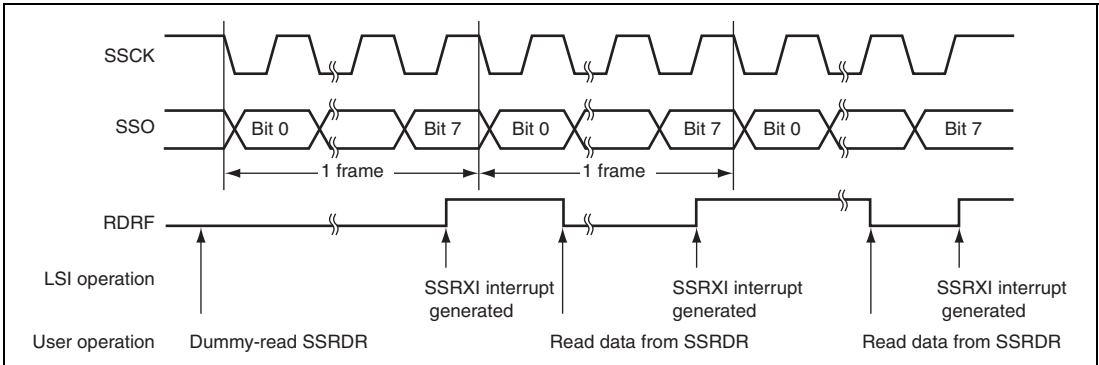 SSCK
SSO
Bit 0
Bit 7
Bit 0
Bit 7
Bit 0
Bit 7
1 frame
1 frame
RDRF
LSI operation
SSRXI interrupt
generated
SSRXI interrupt
generated
SSRXI interrupt
generated
User operation
Dummy-read SSRDR
Read data from SSRDR
Read data from SSRDR